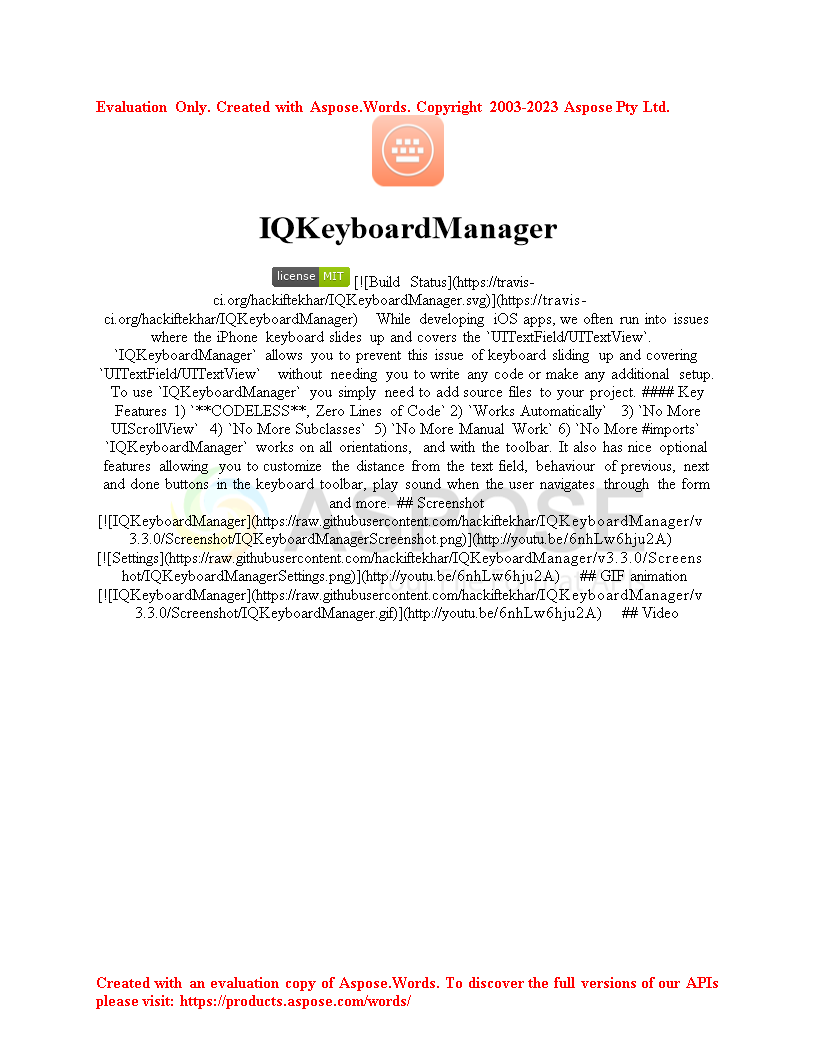 Evaluation Only. Created with Aspose.Words. Copyright 2003-2023 Aspose Pty Ltd.
IQKeyboardManager
license MIT [![Build Status](https://travis-
ci.org/hackiftekhar/IQKeyboardManager.svg)](https://travis-
ci.org/hackiftekhar/IQKeyboardManager) While developing iOS apps, we often run into issues
where the iPhone keyboard slides up and covers the `UITextField/UITextView`.
`IQKeyboardManager` allows you to prevent this issue of keyboard sliding up and covering
`UITextField/UITextView` without needing you to write any code or make any additional setup.
To use `IQKeyboardManager` you simply need to add source files to your project. #### Key
Features 1) `**CODELESS**, Zero Lines of Code` 2) `Works Automatically` 3) `No More
UIScrollView` 4) `No More Subclasses` 5) `No More Manual Work` 6) `No More #imports`
`IQKeyboardManager` works on all orientations, and with the toolbar. It also has nice optional
features allowing you to customize the distance from the text field, behaviour of previous, next
and done buttons in the keyboard toolbar, play sound when the user navigates through the form
and more. ## Screenshot
[![IQKeyboardManager](https://raw.githubusercontent.com/hackiftekhar/IQKeyboardManager/v
3.3.0/Screenshot/IQKeyboardManagerScreenshot.png)](http://youtu.be/6nhLw6hju2A)
[![Settings](https://raw.githubusercontent.com/hackiftekhar/IQKeyboardManager/v3.3.0/Screens
hot/IQKeyboardManagerSettings.png)](http://youtu.be/6nhLw6hju2A) ## GIF animation
[![IQKeyboardManager](https://raw.githubusercontent.com/hackiftekhar/IQKeyboardManager/v
3.3.0/Screenshot/IQKeyboardManager.gif)](http://youtu.be/6nhLw6hju2A) ## Video
ASPOSE
Created with an evaluation copy of Aspose.Words. To discover the full versions of our APIs
please visit: https://products.aspose.com/words/